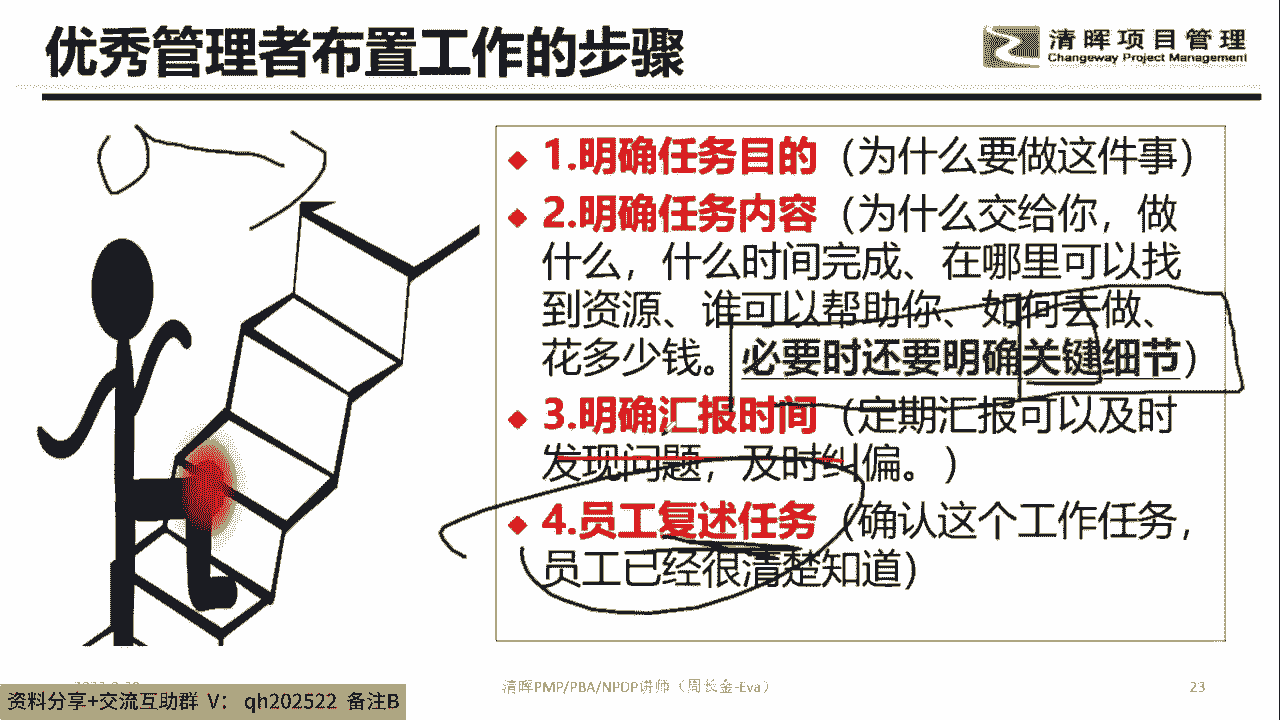 优秀管理者布置工作的步骤
清晖项目管理
Changeway Project Management
1.明确任务目的（为什么要做这件事）
2.明确任务内容（为什么交给你，做
什么，什么时间完成、在哪里可以找
到资源、谁可以帮助你、如何去做、
花多少钱。必要时还要明确关键细节）
3.明确汇报时间（定期汇报可以及时
发现问题，及时纠偏。）
4.员工复述任务（确认这个工作任务，
员工已经很清楚知道）
资料分享+交流互助群 V： qh202522 备注B
清晖PMP/PBA/NPDP讲师（周长金-Eva）
23